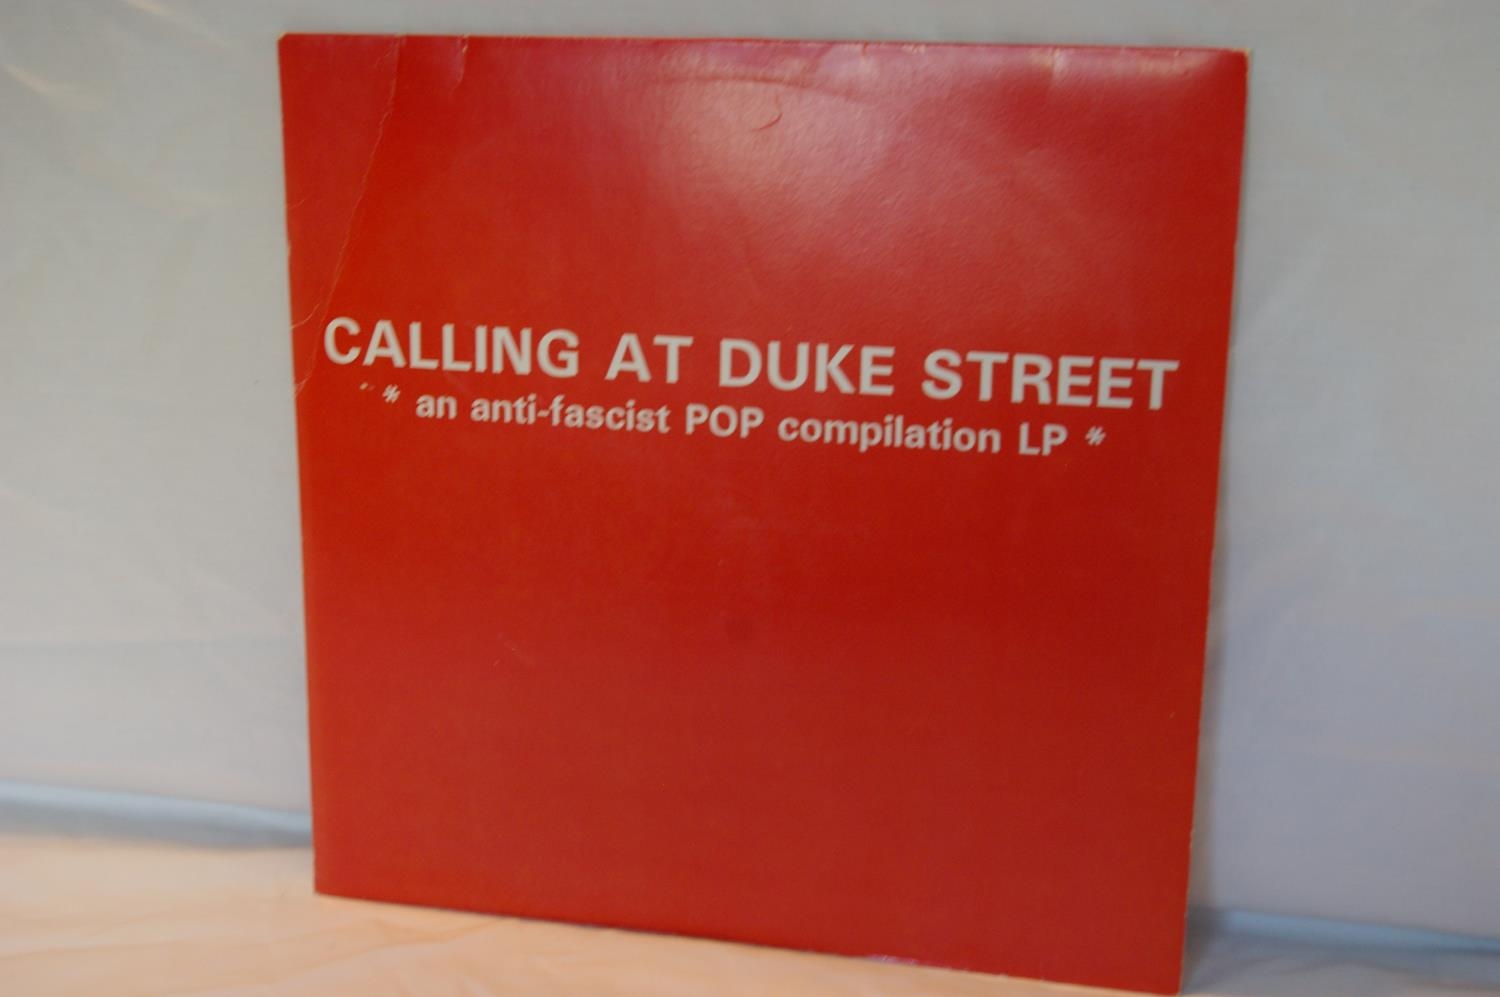 CALLING AT DUKE STREET
* an anti-fascist POP compilation LP *